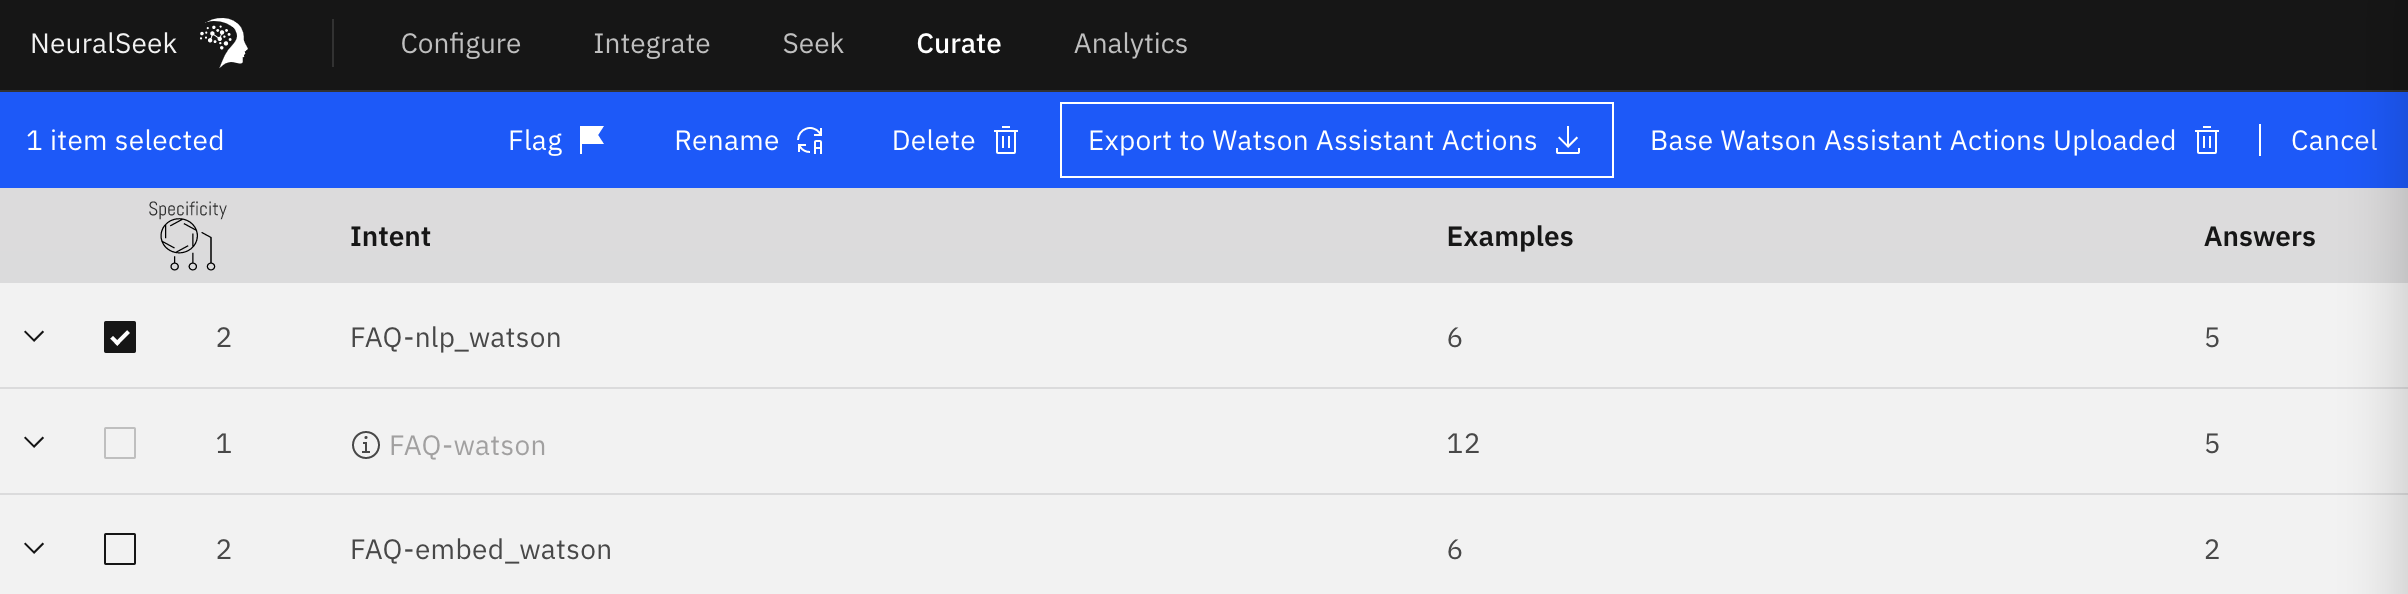 NeuralSeek Configure Integrate Seek Curate Analytics
1 item selected Flag Rename Delete Export to Watson Assistant Actions Base Watson Assistant Actions Uploaded Cancel
Specificity
Intent Examples Answers
2 FAQ-nlp_watson 6 5
1 FAQ-watson 12 5
2 FAQ-embed_watson 6 2